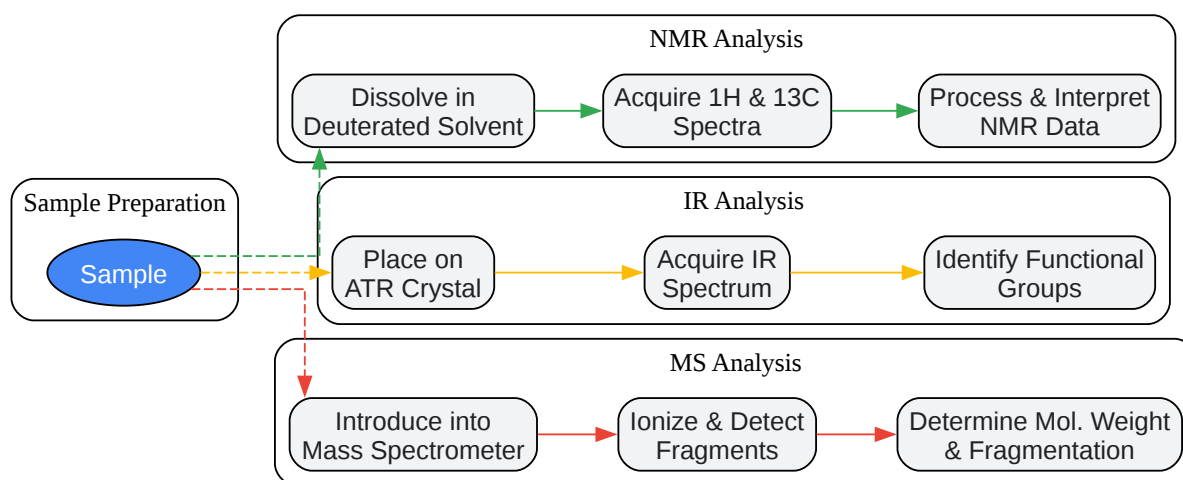 NMR Analysis
Dissolve in
Deuterated Solvent
Acquire 1H & 13C
Spectra
Process & Interpret
NMR Data
Sample Preparation
Sample
IR Analysis
Place on
ATR Crystal
Acquire IR
Spectrum
Identify Functional
Groups
MS Analysis
Introduce into
Mass Spectrometer
Ionize & Detect
Fragments
Determine Mol. Weight
& Fragmentation